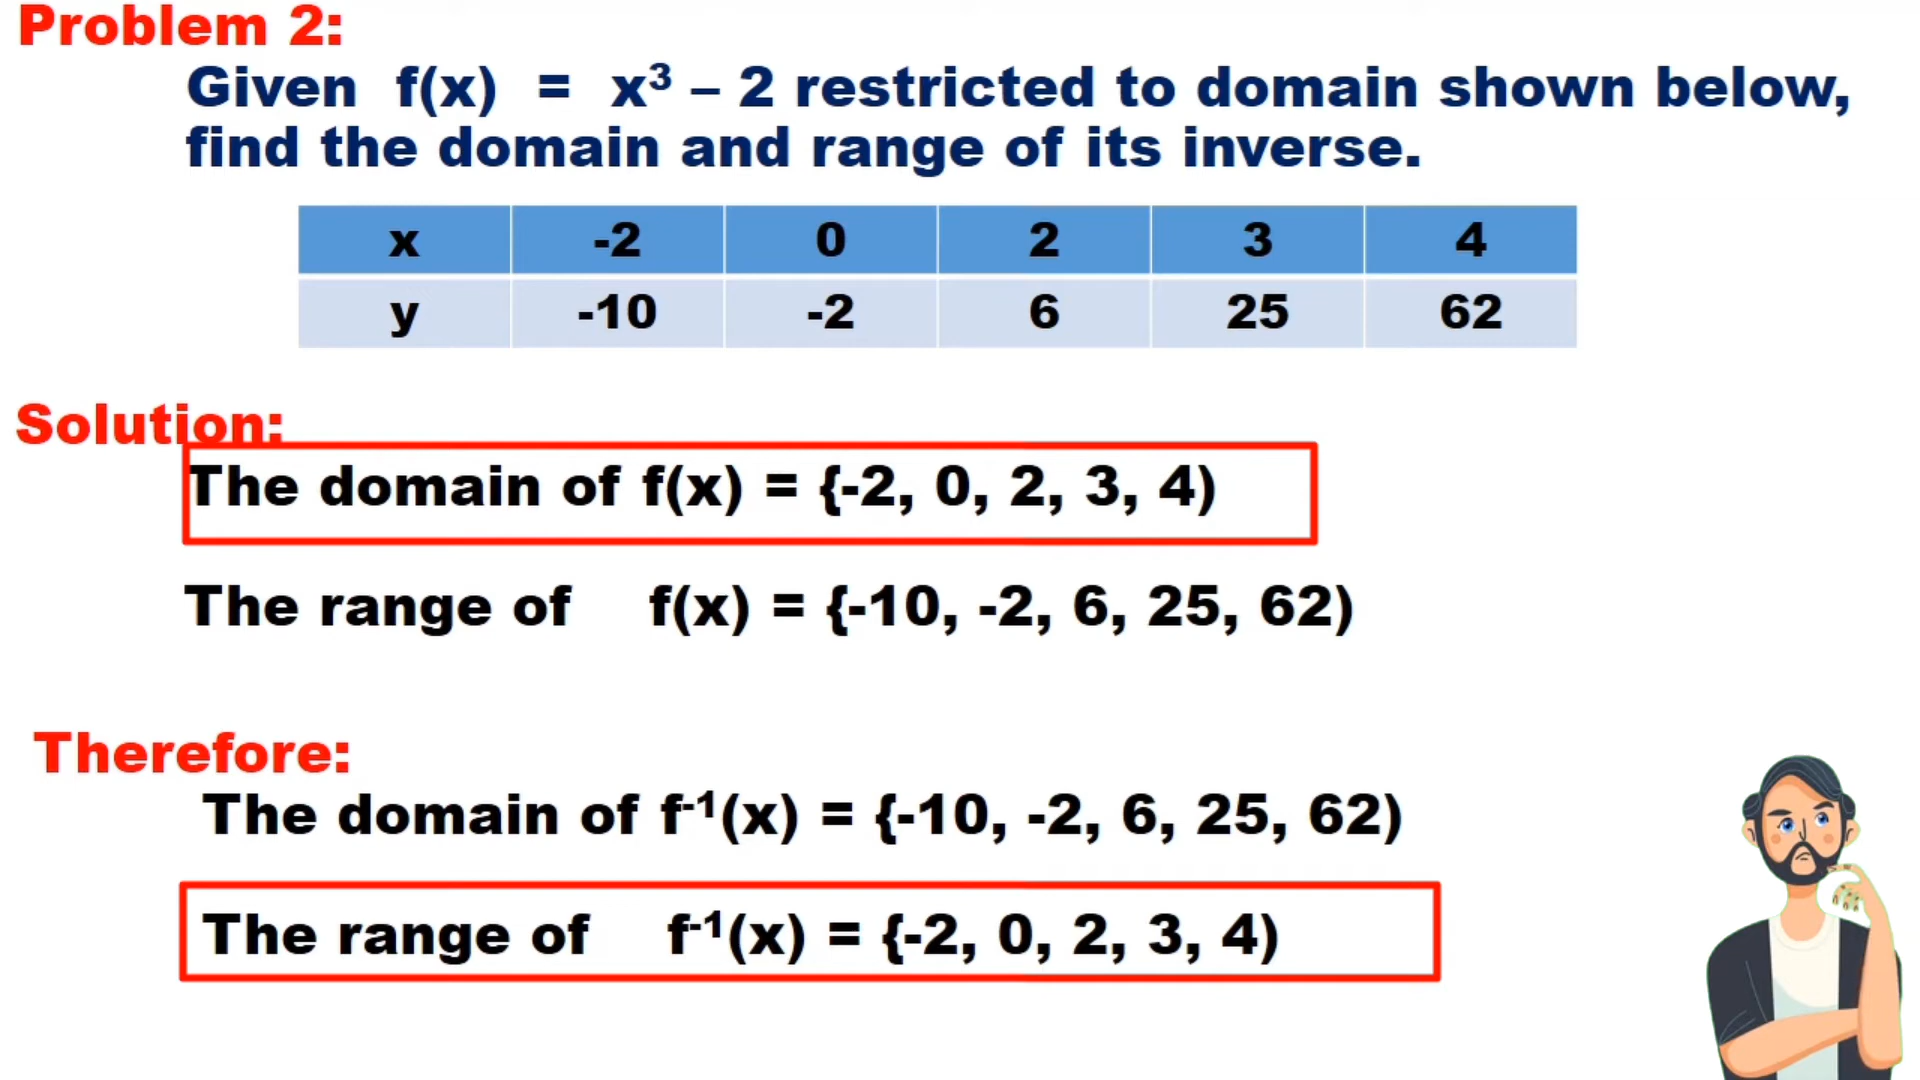 Problem 2:
Given f(x) = x³ – 2 restricted to domain shown below,
find the domain and range of its inverse.
x -2 0 2 3 4
y -10 -2 6 25 62
Solution:
The domain of f(x) = {-2, 0, 2, 3, 4)
The range of f(x) = {-10, -2, 6, 25, 62)
Therefore:
The domain of f⁻¹(x) = {-10, -2, 6, 25, 62)
The range of f⁻¹(x) = {-2, 0, 2, 3, 4)